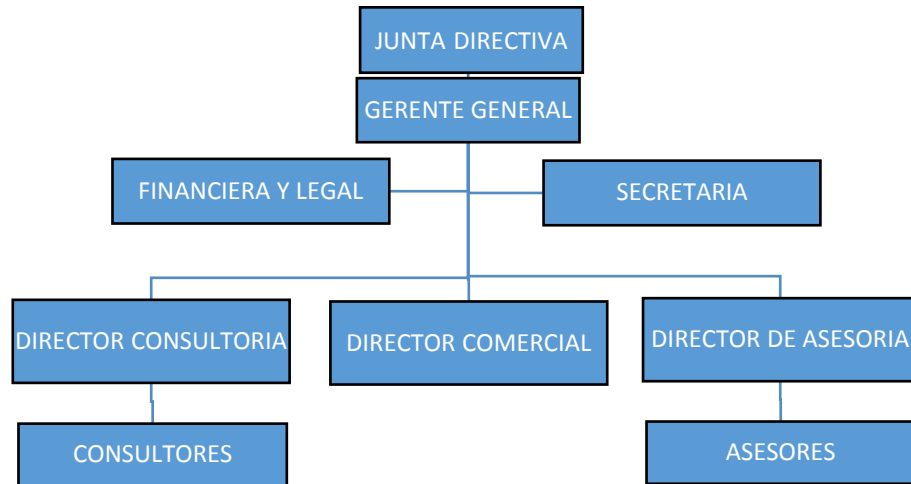 JUNTA DIRECTIVA
GERENTE GENERAL
FINANCIERA Y LEGAL
SECRETARIA
DIRECTOR CONSULTORIA
DIRECTOR COMERCIAL
DIRECTOR DE ASESORIA
CONSULTORES
ASESORES